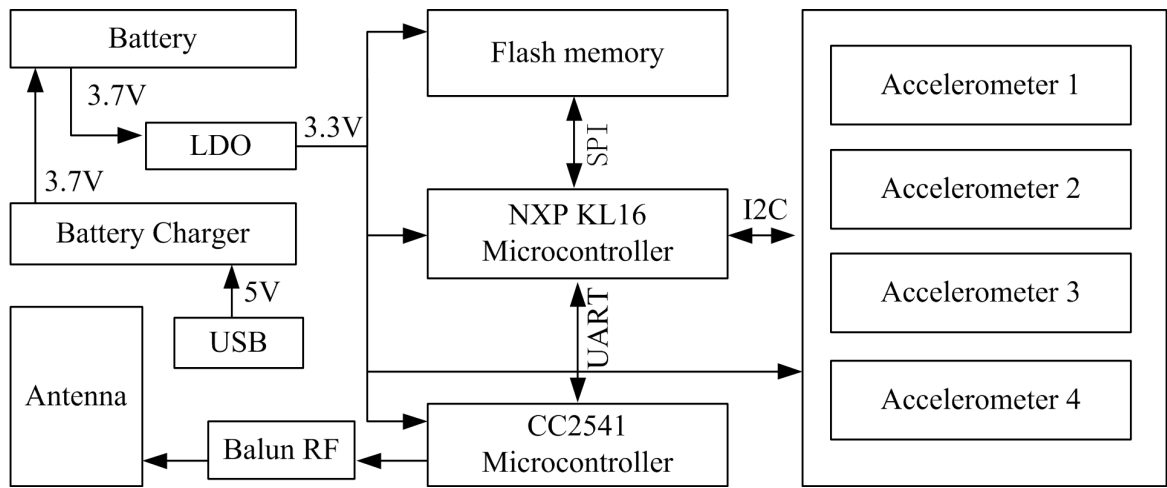 Battery
3.7V
LDO
3.3V
3.7V
Battery Charger
5V
USB
Antenna
Balun RF
Flash memory
SPI
NXP KL16
Microcontroller
I2C
UART
CC2541
Microcontroller
Accelerometer 1
Accelerometer 2
Accelerometer 3
Accelerometer 4